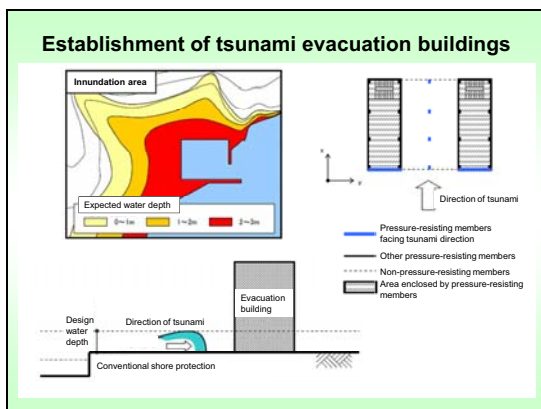 Establishment of tsunami evacuation buildings
Innundation area
Expected water depth
0～1m
1～2m
2～3m
x
y
Direction of tsunami
Pressure-resisting members
facing tsunami direction
Other pressure-resisting members
Non-pressure-resisting members
Area enclosed by pressure-resisting
members
Evacuation
building
Design
water
depth
Direction of tsunami
Conventional shore protection